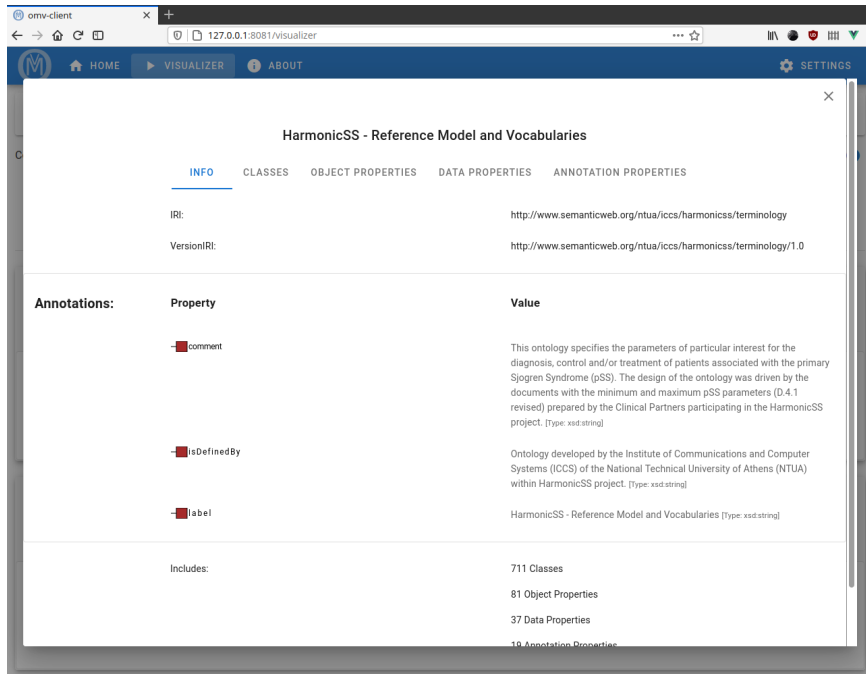 omv-client
127.0.0.1:8081/visualizer
HOME
VISUALIZER
ABOUT
SETTINGS
HarmonicSS - Reference Model and Vocabularies
INFO
CLASSES
OBJECT PROPERTIES
DATA PROPERTIES
ANNOTATION PROPERTIES
IRI:
http://www.semanticweb.org/ntua/iccs/harmonicss/terminology
VersionIRI:
http://www.semanticweb.org/ntua/iccs/harmonicss/terminology/1.0
Annotations:
Property
Value
comment
This ontology specifies the parameters of particular interest for the
diagnosis, control and/or treatment of patients associated with the primary
Sjogren Syndrome (pSS). The design of the ontology was driven by the
documents with the minimum and maximum pSS parameters (D.4.1
revised) prepared by the Clinical Partners participating in the HarmonicSS
project. [Type: xsd:string]
isDefinedBy
Ontology developed by the Institute of Communications and Computer
Systems (ICCS) of the National Technical University of Athens (NTUA)
within HarmonicSS project. [Type: xsd:string]
label
HarmonicSS - Reference Model and Vocabularies [Type: xsd:string]
Includes:
711 Classes
81 Object Properties
37 Data Properties
19 Annotation Properties